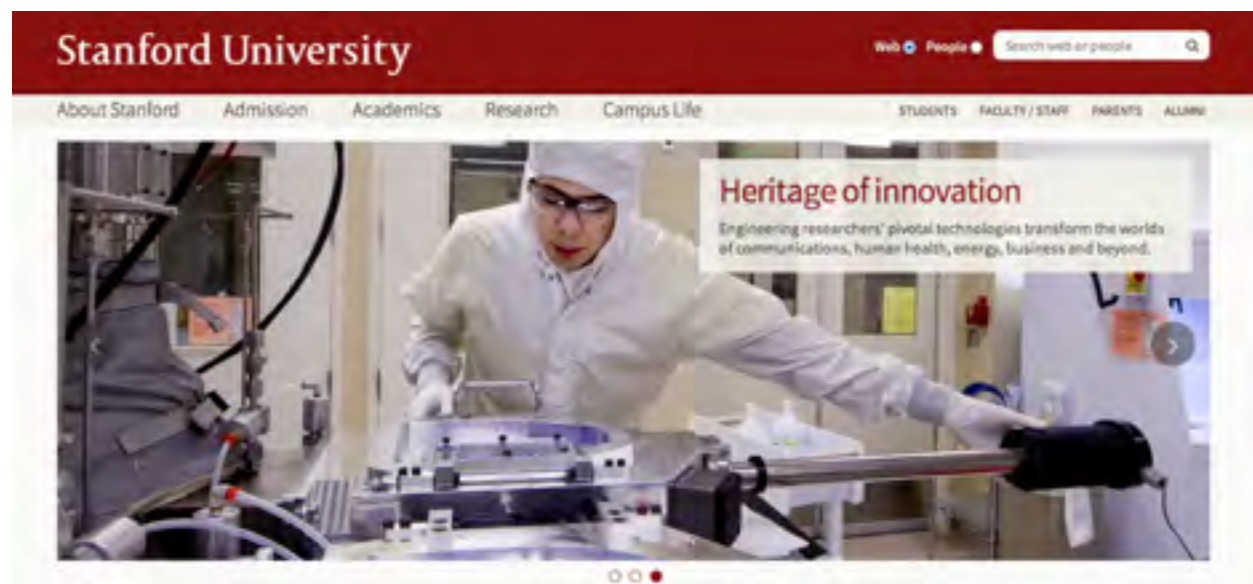 Stanford University
Web People Search web or people
About Stanford Admission Academics Research Campus Life STUDENTS FACULTY / STAFF PARENTS ALUMNI
Heritage of innovation
Engineering researchers' pivotal technologies transform the worlds
of communications, human health, energy, business and beyond.